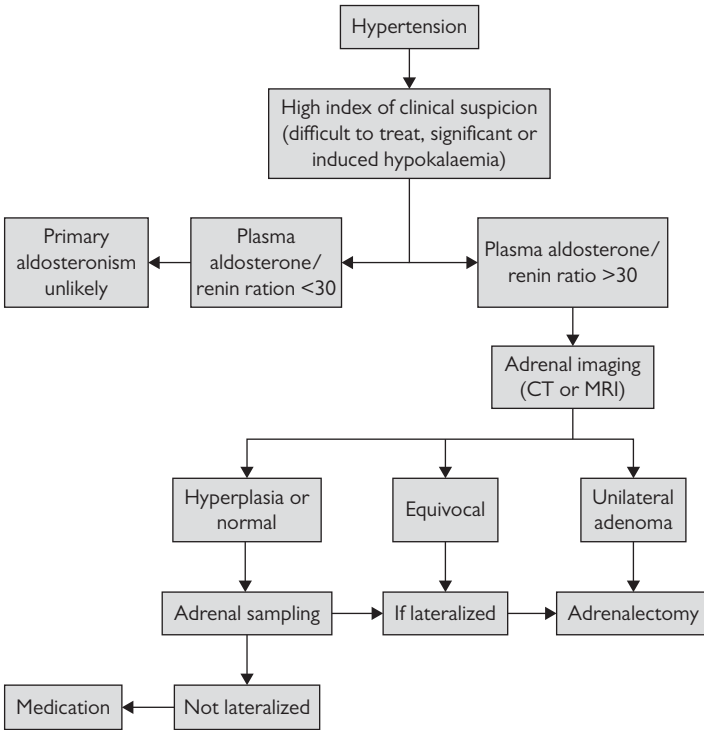 Hypertension
High index of clinical suspicion
(difficult to treat, significant or
induced hypokalaemia)
Primary
aldosteronism
unlikely
Plasma
aldosterone/
renin ration <30
Plasma aldosterone/
renin ratio >30
Adrenal imaging
(CT or MRI)
Hyperplasia or
normal
Equivocal
Unilateral
adenoma
Adrenal sampling
If lateralized
Adrenalectomy
Medication
Not lateralized